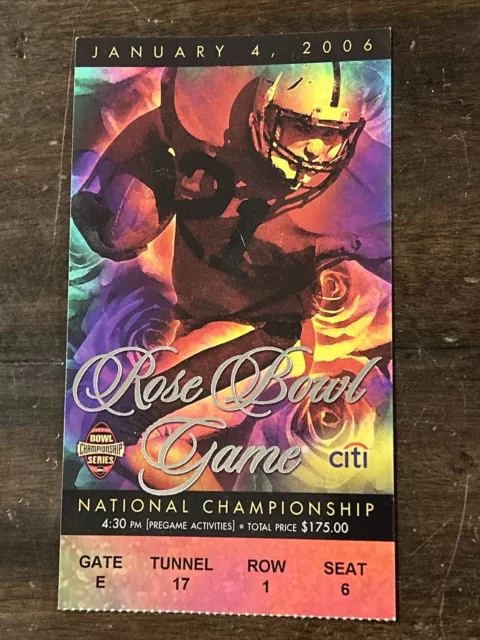 JANUARY 4, 2006
21
Rose Bowl
Game®
BOWL
CHAMPIONSHIP
SERIES
citi
NATIONAL CHAMPIONSHIP
4:30 PM [PREGAME ACTIVITIES] ■ TOTAL PRICE $175.00
GATE TUNNEL ROW SEAT
E 17 1 6